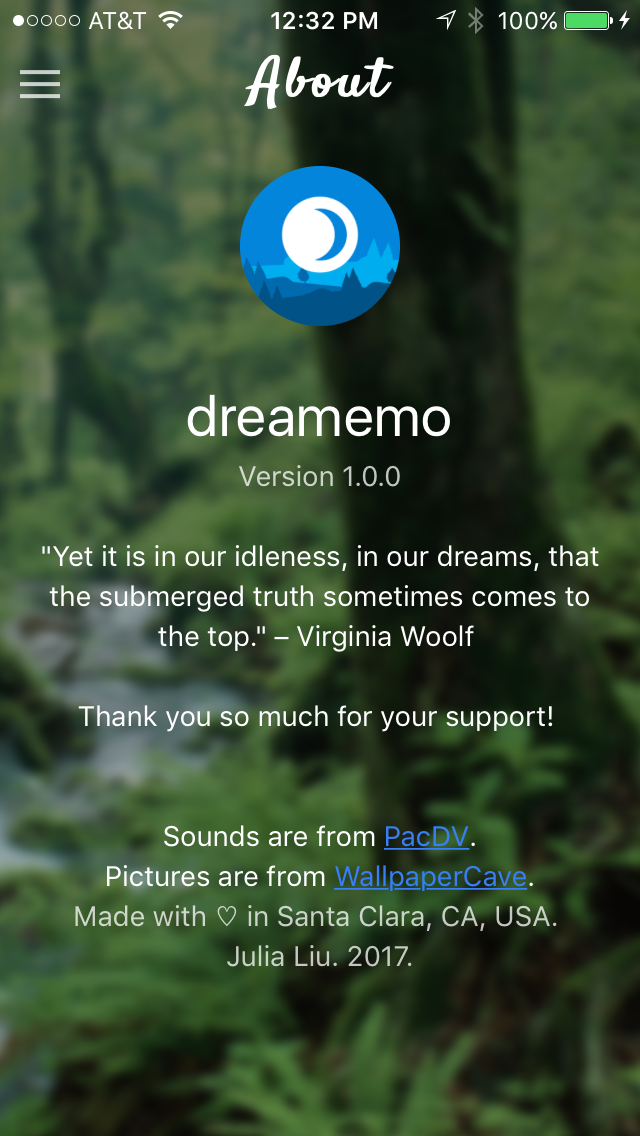 AT&T 12:32 PM 100%
About
dreamemo
Version 1.0.0
"Yet it is in our idleness, in our dreams, that
the submerged truth sometimes comes to
the top." – Virginia Woolf
Thank you so much for your support!
Sounds are from PacDV.
Pictures are from WallpaperCave.
Made with ♡ in Santa Clara, CA, USA.
Julia Liu. 2017.